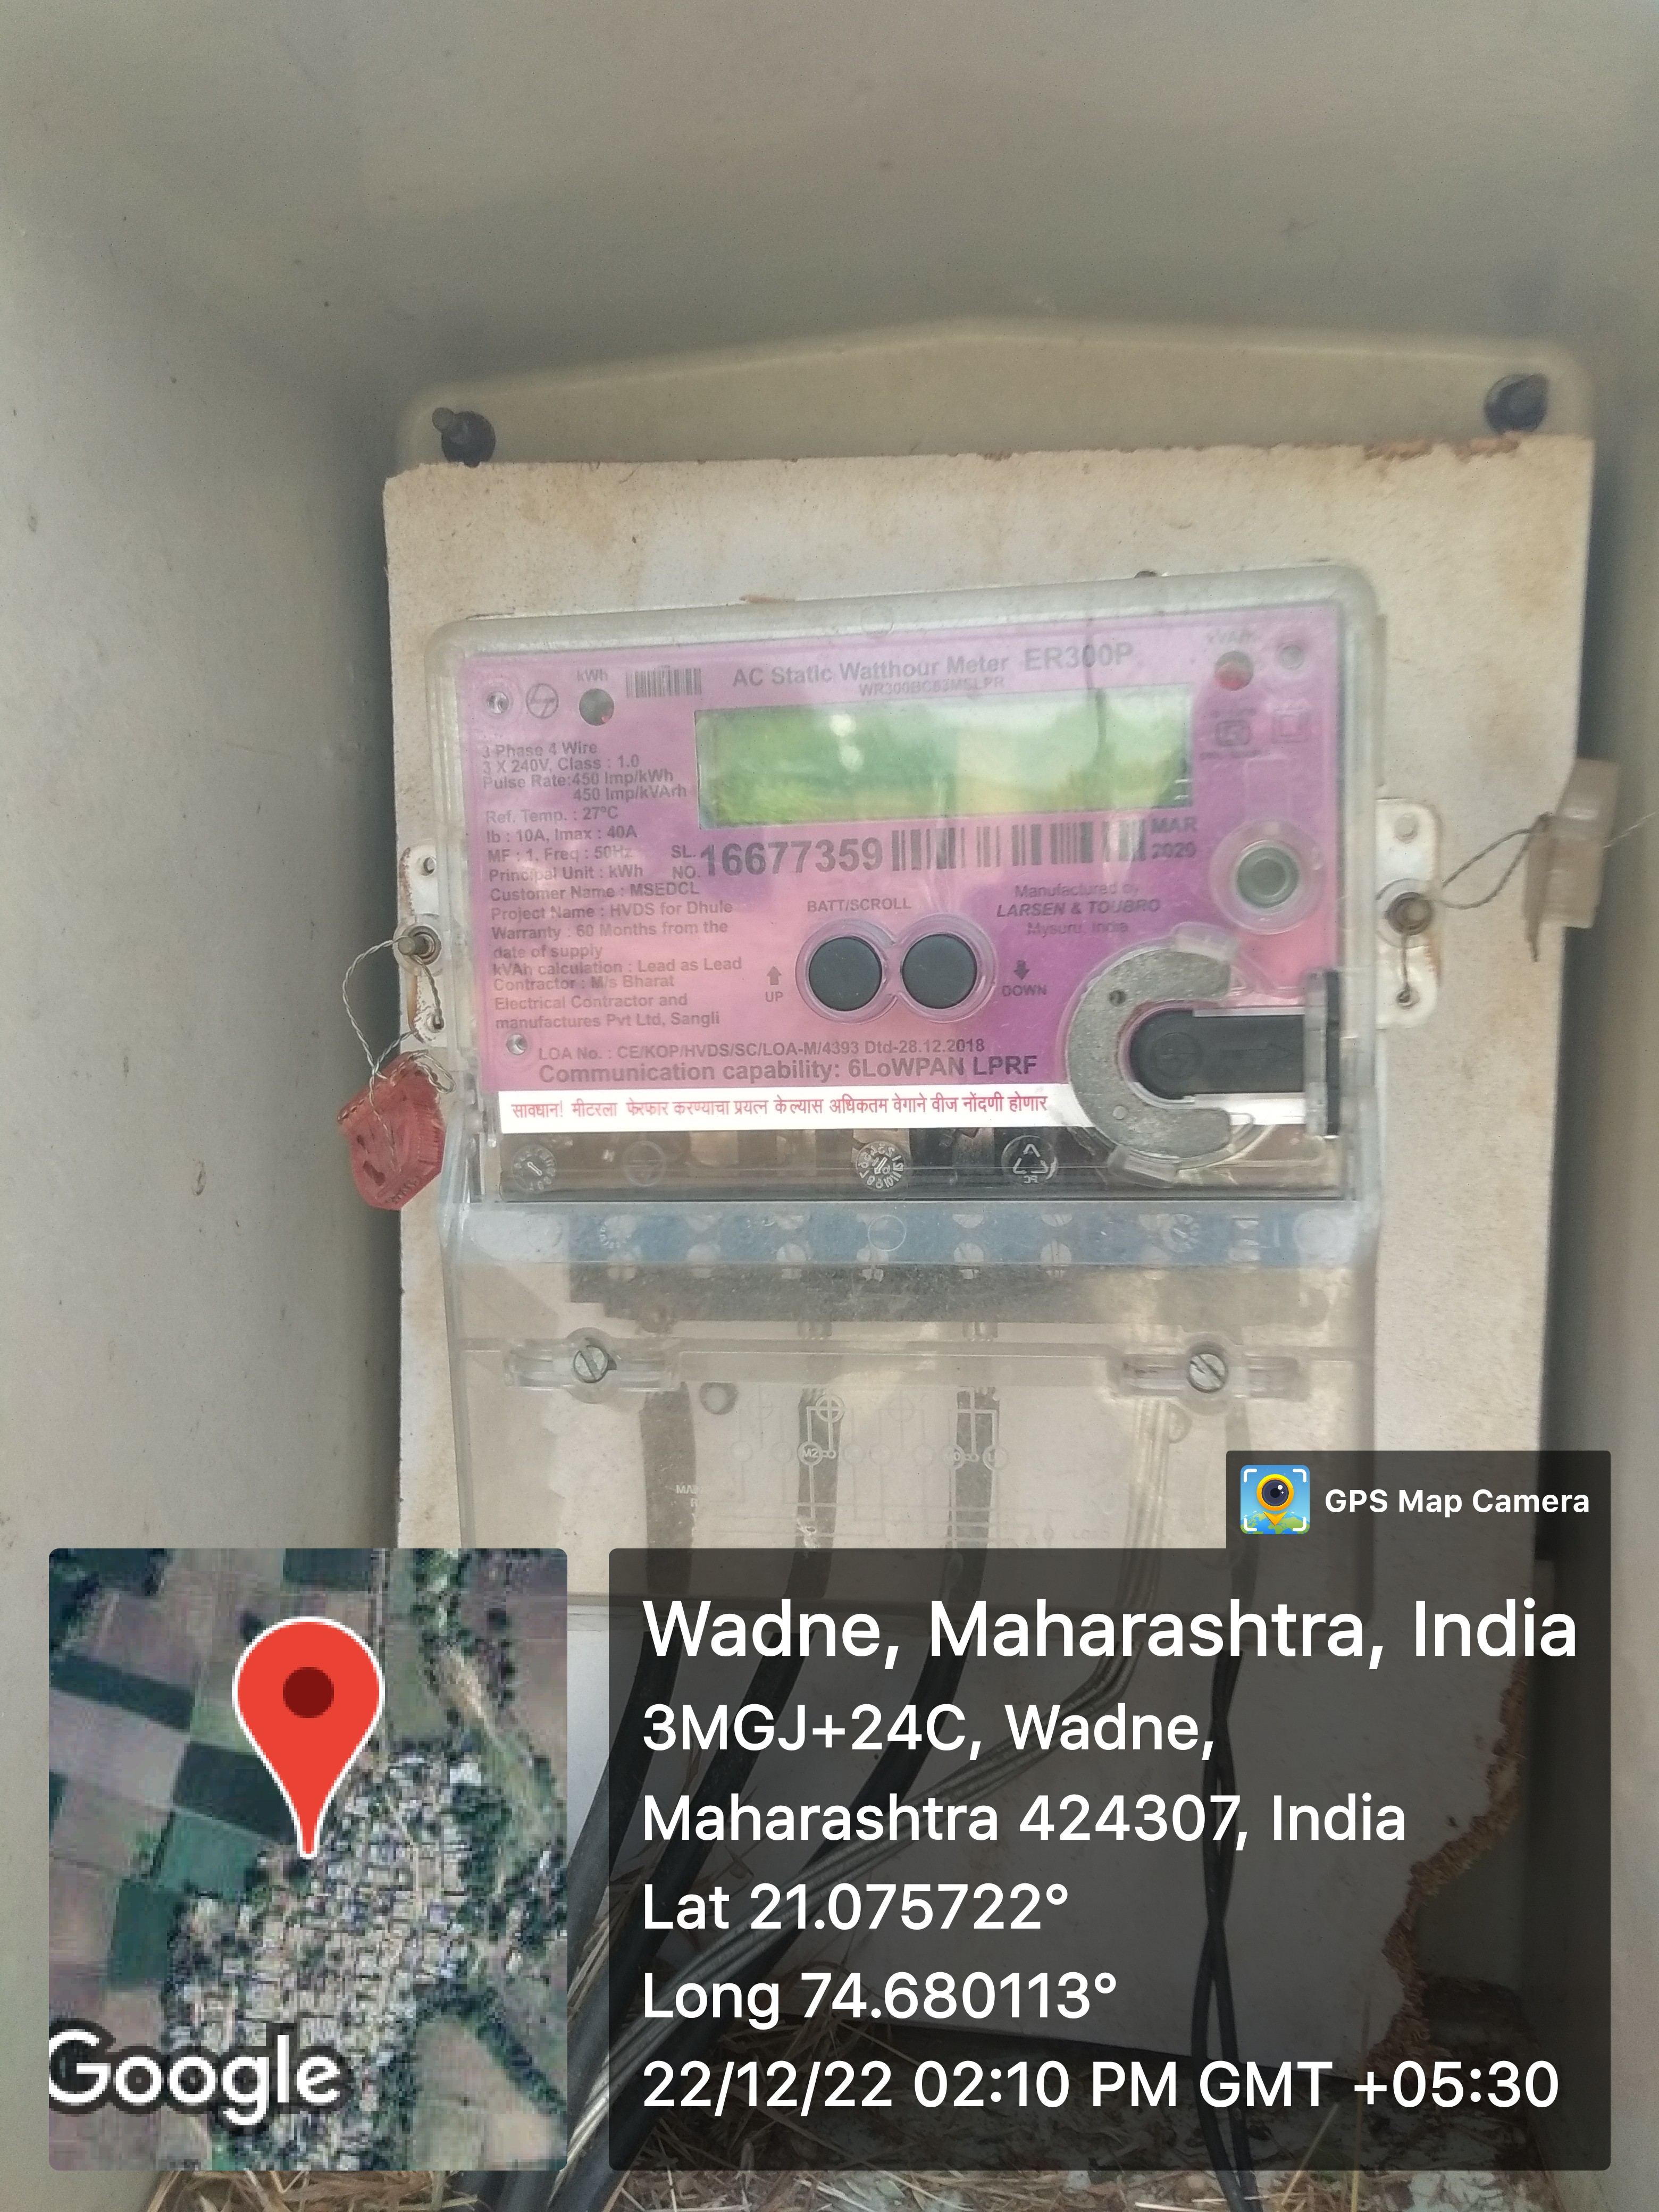 kWh
AC Static Watthour Meter ER300P
kVArh
3 Phase 4 Wire
3 X 240V, Class : 1.0
Pulse Rate:450 Imp/kWh
450 Imp/kVArh
Ref. Temp. : 27°C
Ib : 10A, Imax : 40A
MF : 1, Freq : 50Hz
Principal Unit : kWh
SL.
NO.
16677359
MAR
2020
Customer Name : MSEDCL
Project Name : HVDS for Dhule
Warranty : 60 Months from the
date of supply
kVAh calculation : Lead as Lead
Contractor : M/s Bharat
Electrical Contractor and
manufactures Pvt Ltd, Sangli
BATT/SCROLL
UP
DOWN
Manufactured by
LARSEN & TOUBRO
Mysuru, India
LOA No. : CE/KOP/HVDS/SC/LOA-M/4393 Dtd-28.12.2018
Communication capability: 6LoWPAN LPRF
सावधान! मीटरला फेरफार करण्याचा प्रयत्न केल्यास अधिकतम वेगाने वीज नोंदणी होणार
GPS Map Camera
Wadne, Maharashtra, India
3MGJ+24C, Wadne,
Maharashtra 424307, India
Lat 21.075722°
Long 74.680113°
22/12/22 02:10 PM GMT +05:30
Google